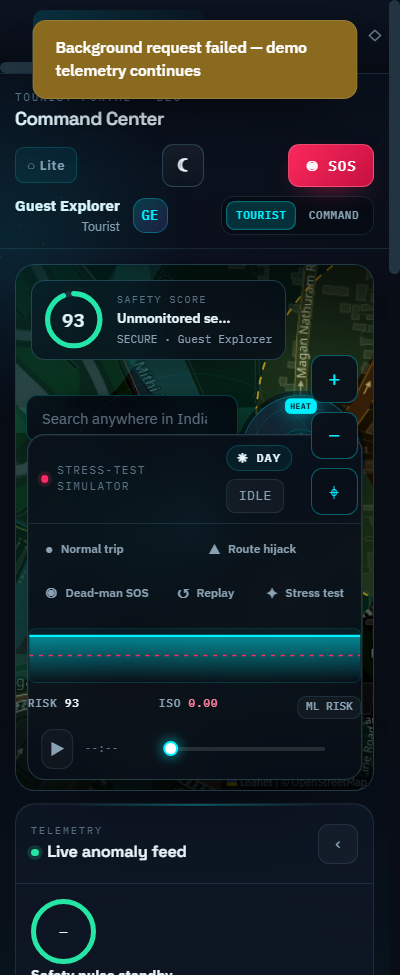 Background request failed — demo
telemetry continues
Command Center
○ Lite
SOS
Guest Explorer
Tourist
GE
TOURIST
COMMAND
93
SAFETY SCORE
Unmonitored se...
SECURE · Guest Explorer
Magan Nathuram R
Mithi
+
HEAT
Search anywhere in India
−
STRESS-TEST
SIMULATOR
DAY
IDLE
Normal trip
Route hijack
Dead-man SOS
Replay
Stress test
RISK 93
ISO 0.00
ML RISK
--:--
Leaflet | © OpenStreetMap
TELEMETRY
Live anomaly feed
‹
—
Safety pulse standby